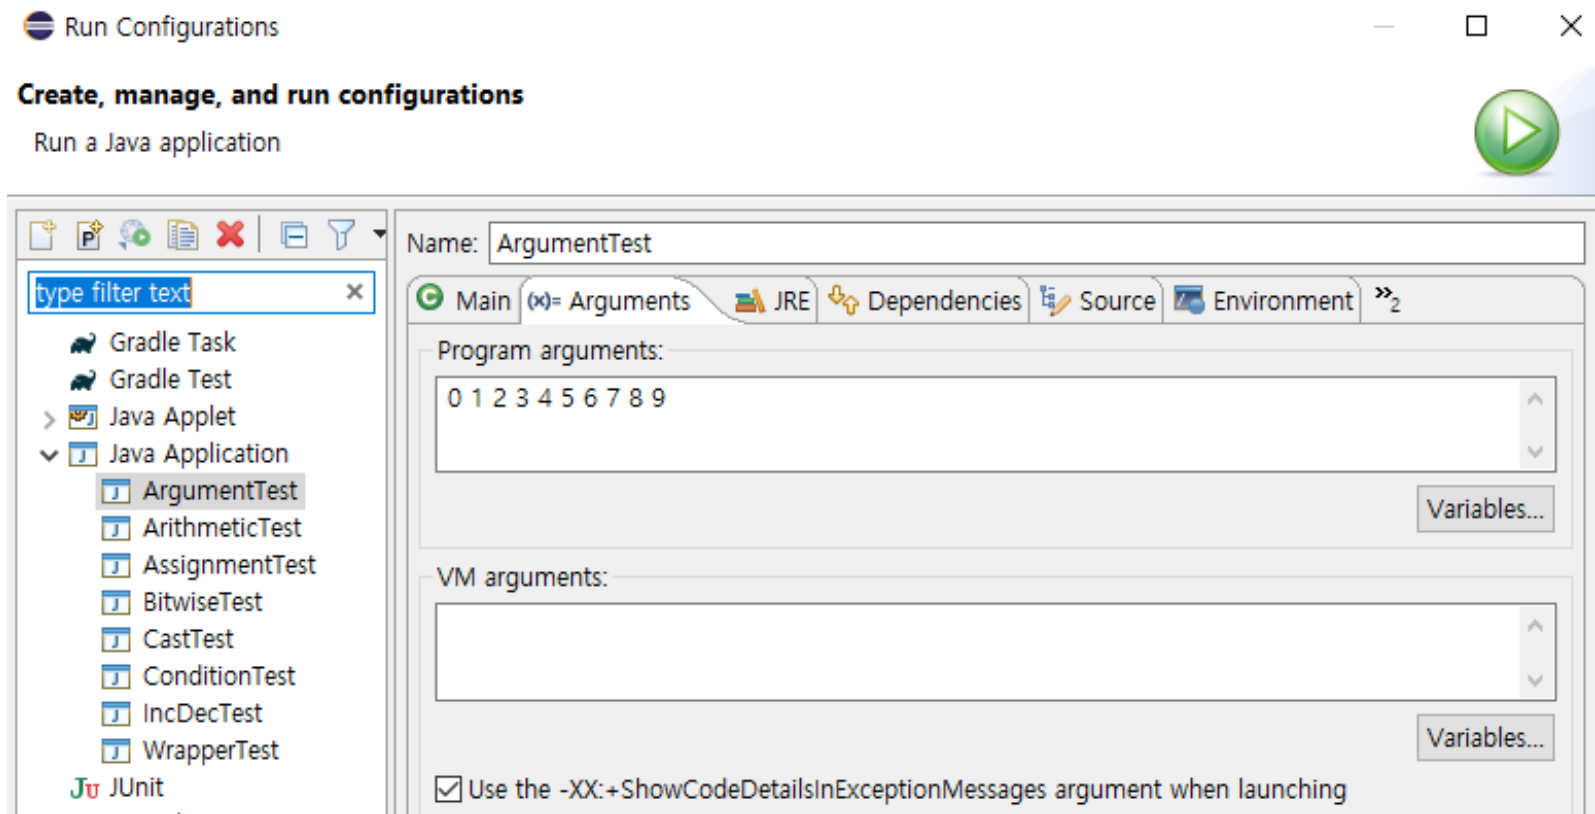 Run Configurations
Create, manage, and run configurations
Run a Java application
type filter text
Gradle Task
Gradle Test
Java Applet
Java Application
ArgumentTest
ArithmeticTest
AssignmentTest
BitwiseTest
CastTest
ConditionTest
IncDecTest
WrapperTest
JU JUnit
Name: ArgumentTest
Main (x)= Arguments JRE Dependencies Source Environment »2
Program arguments:
0 1 2 3 4 5 6 7 8 9
Variables...
VM arguments:
Variables...
Use the -XX:+ShowCodeDetailsInExceptionMessages argument when launching